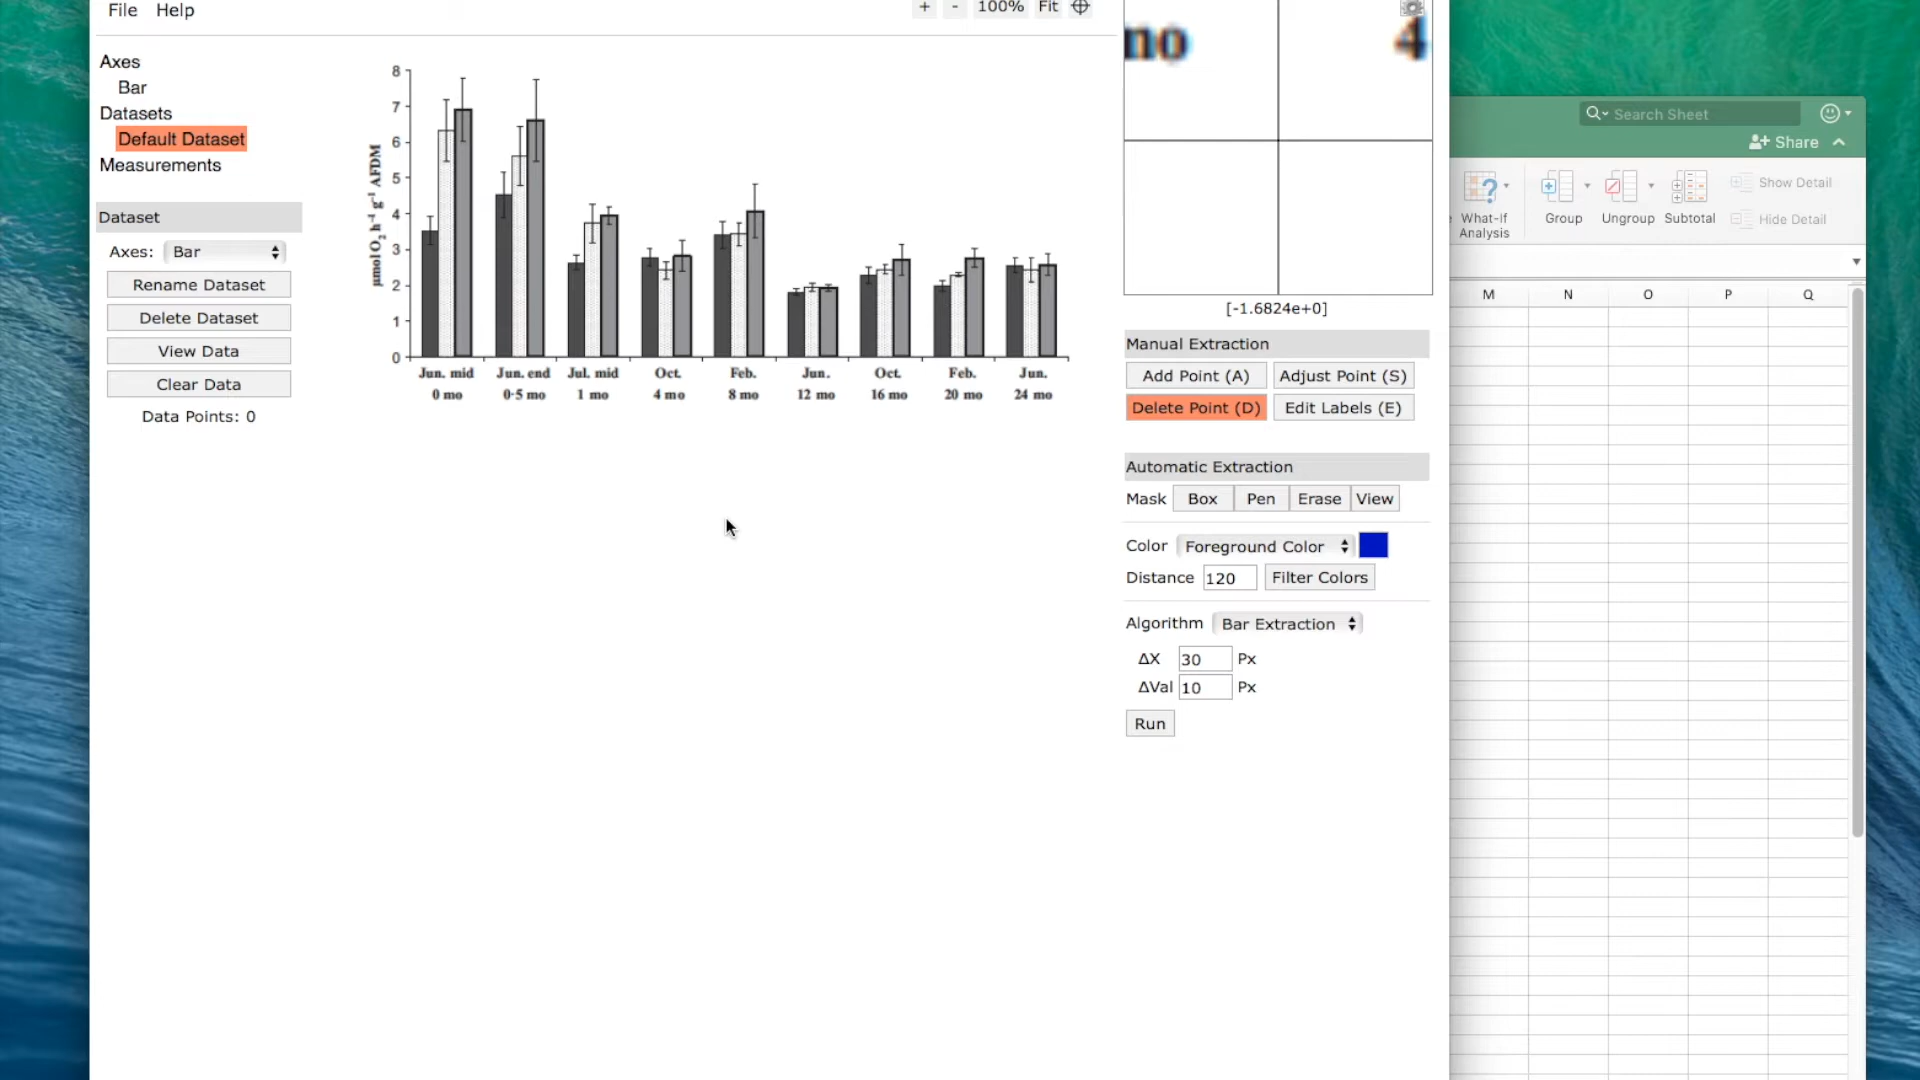 File Help
+ - 100% Fit
Axes
Bar
Datasets
Default Dataset
Measurements
Dataset
Axes: Bar
Rename Dataset
Delete Dataset
View Data
Clear Data
Data Points: 0
8
7
6
5
4
3
2
1
0
µmol O₂ h⁻¹ g⁻¹ AFDM
Jun. mid Jun. end Jul. mid Oct. Feb. Jun. Oct. Feb. Jun.
0 mo 0·5 mo 1 mo 4 mo 8 mo 12 mo 16 mo 20 mo 24 mo
mo 4
[-1.6824e+0]
Manual Extraction
Add Point (A) Adjust Point (S)
Delete Point (D) Edit Labels (E)
Automatic Extraction
Mask Box Pen Erase View
Color Foreground Color
Distance 120 Filter Colors
Algorithm Bar Extraction
ΔX 30 Px
ΔVal 10 Px
Run
Search Sheet
Share
What-If
Analysis
Group Ungroup Subtotal
Show Detail
Hide Detail
M N O P Q